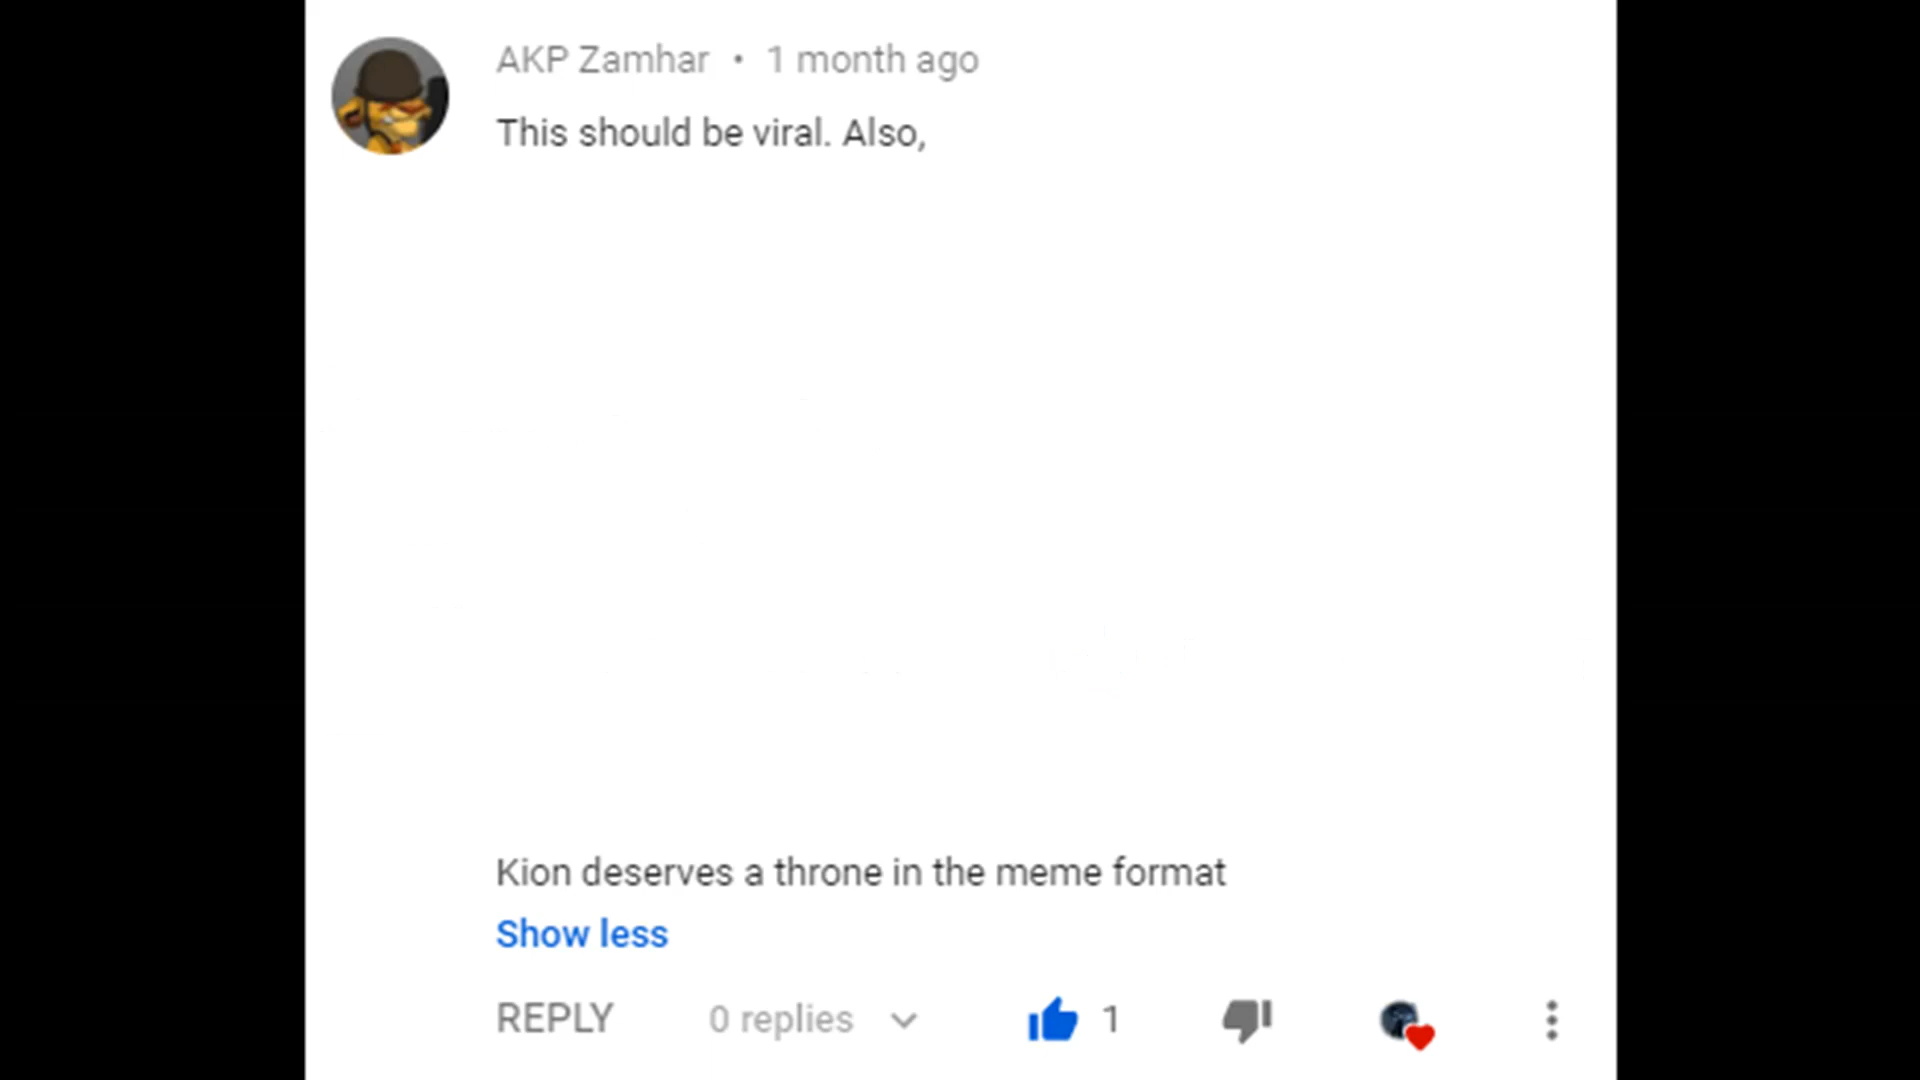 AKP Zamhar • 1 month ago
This should be viral. Also,
Kion deserves a throne in the meme format
Show less
REPLY 0 replies 1